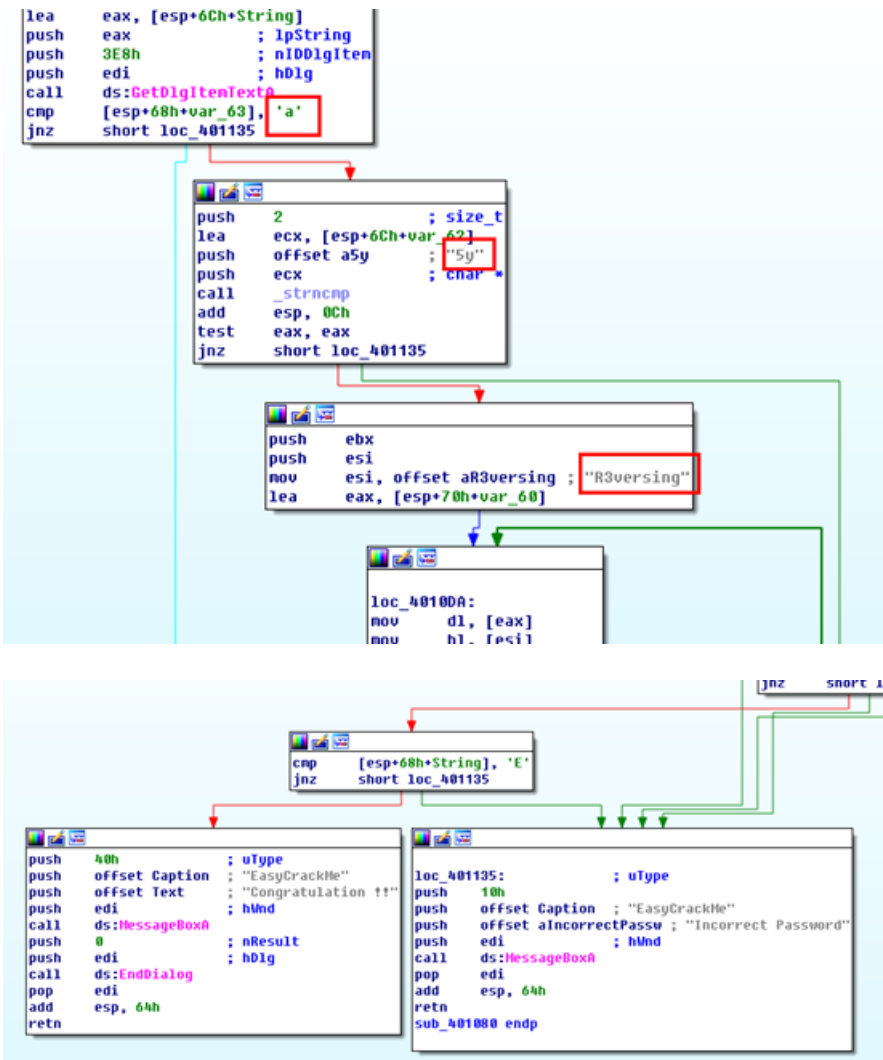 lea eax, [esp+6Ch+String]
push eax ; lpString
push 3E8h ; nIDDlgItem
push edi ; hDlg
call ds:GetDlgItemTextA
cmp [esp+68h+var_63], 'a'
jnz short loc_401135
push 2 ; size_t
lea ecx, [esp+6Ch+var_62]
push offset a5y ; "5y"
push ecx ; char *
call _strncmp
add esp, 0Ch
test eax, eax
jnz short loc_401135
push ebx
push esi
mov esi, offset aR3versing ; "R3versing"
lea eax, [esp+70h+var_60]
loc_4010DA:
mov dl, [eax]
mov bl, [esi]
jnz short
cmp [esp+68h+String], 'E'
jnz short loc_401135
push 40h ; uType
push offset Caption ; "EasyCrackMe"
push offset Text ; "Congratulation !!"
push edi ; hWnd
call ds:MessageBoxA
push 0 ; nResult
push edi ; hDlg
call ds:EndDialog
pop edi
add esp, 64h
retn
loc_401135: ; uType
push 10h
push offset Caption ; "EasyCrackMe"
push offset aIncorrectPassw ; "Incorrect Password"
push edi ; hWnd
call ds:MessageBoxA
pop edi
add esp, 64h
retn
sub_401080 endp